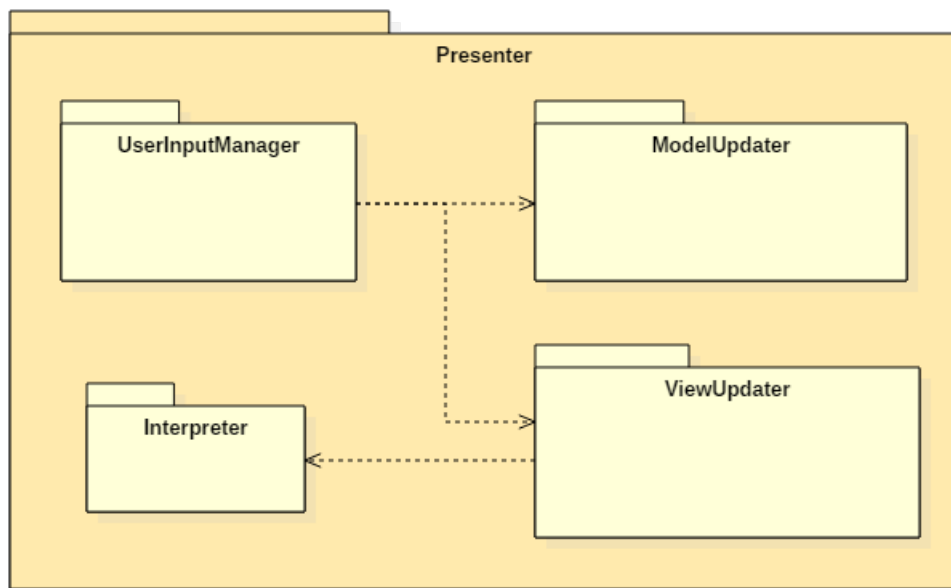 Presenter
UserInputManager
ModelUpdater
ViewUpdater
Interpreter